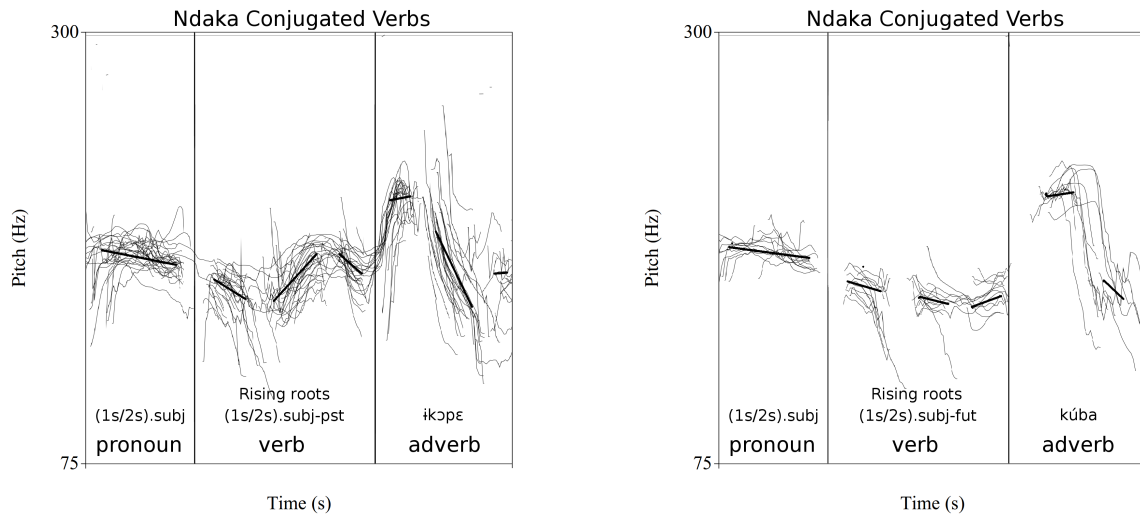 Ndaka Conjugated Verbs
300
Pitch (Hz)
Rising roots
(1s/2s).subj
(1s/2s).subj-pst
ɨkɔpɛ
pronoun
verb
adverb
75
Time (s)
Ndaka Conjugated Verbs
300
Pitch (Hz)
Rising roots
(1s/2s).subj
(1s/2s).subj-fut
kúba
pronoun
verb
adverb
75
Time (s)